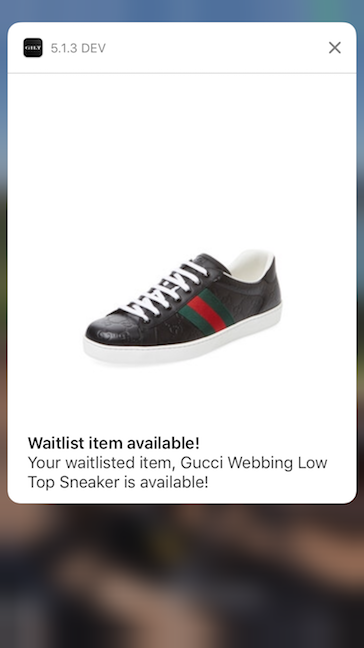 GILT
5.1.3 DEV
Waitlist item available!
Your waitlisted item, Gucci Webbing Low
Top Sneaker is available!